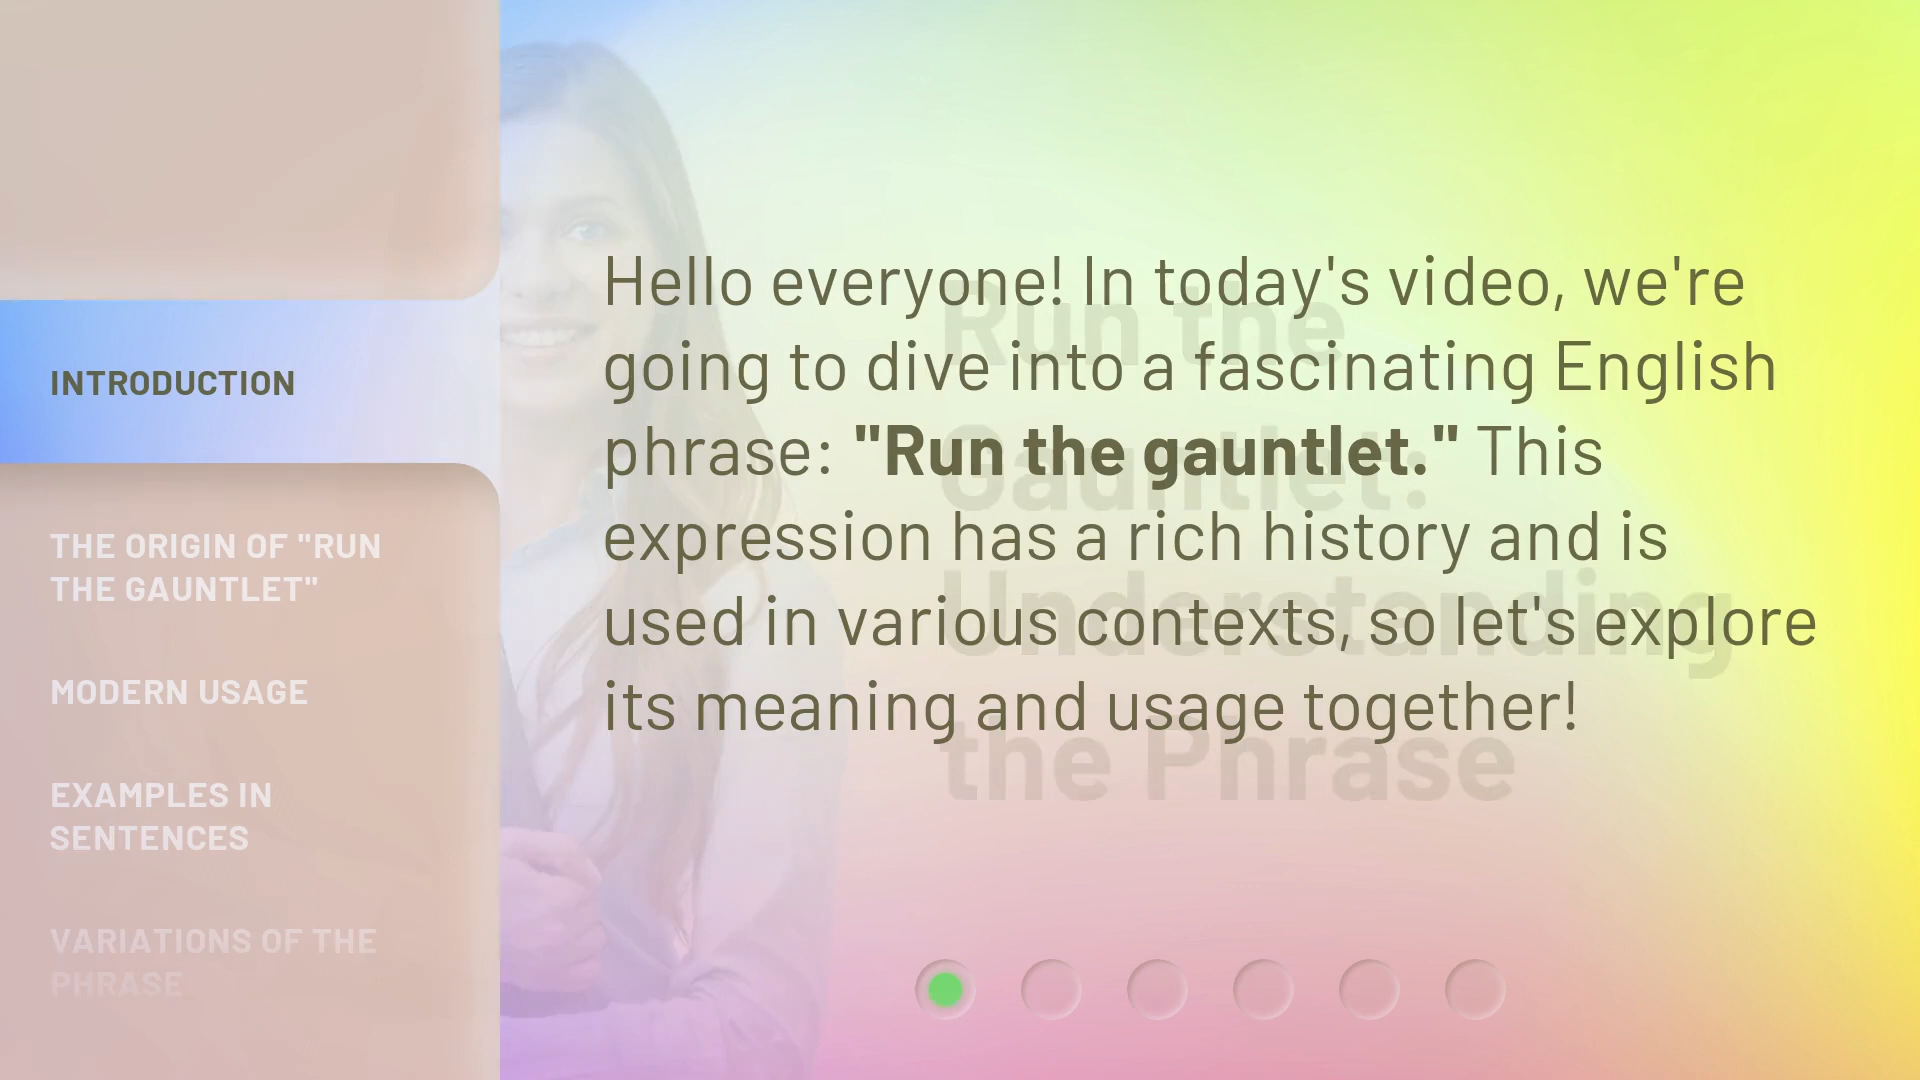 INTRODUCTION
THE ORIGIN OF "RUN
THE GAUNTLET"
MODERN USAGE
EXAMPLES IN
SENTENCES
VARIATIONS OF THE
PHRASE
Hello everyone! In today's video, we're
going to dive into a fascinating English
phrase: "Run the gauntlet." This
expression has a rich history and is
used in various contexts, so let's explore
its meaning and usage together!
Run the
Gauntlet:
Understanding
the Phrase